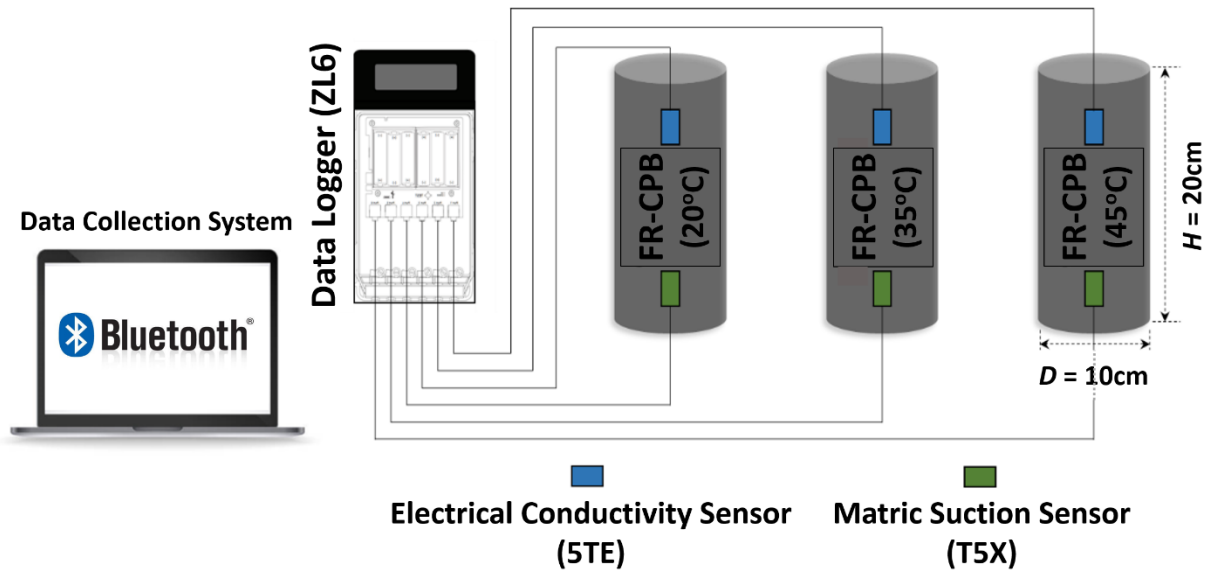 Data Logger (ZL6)
Data Collection System
Bluetooth®
FR-CPB
(20°C)
FR-CPB
(35°C)
FR-CPB
(45°C)
H = 20cm
D = 10cm
Electrical Conductivity Sensor
(5TE)
Matric Suction Sensor
(T5X)